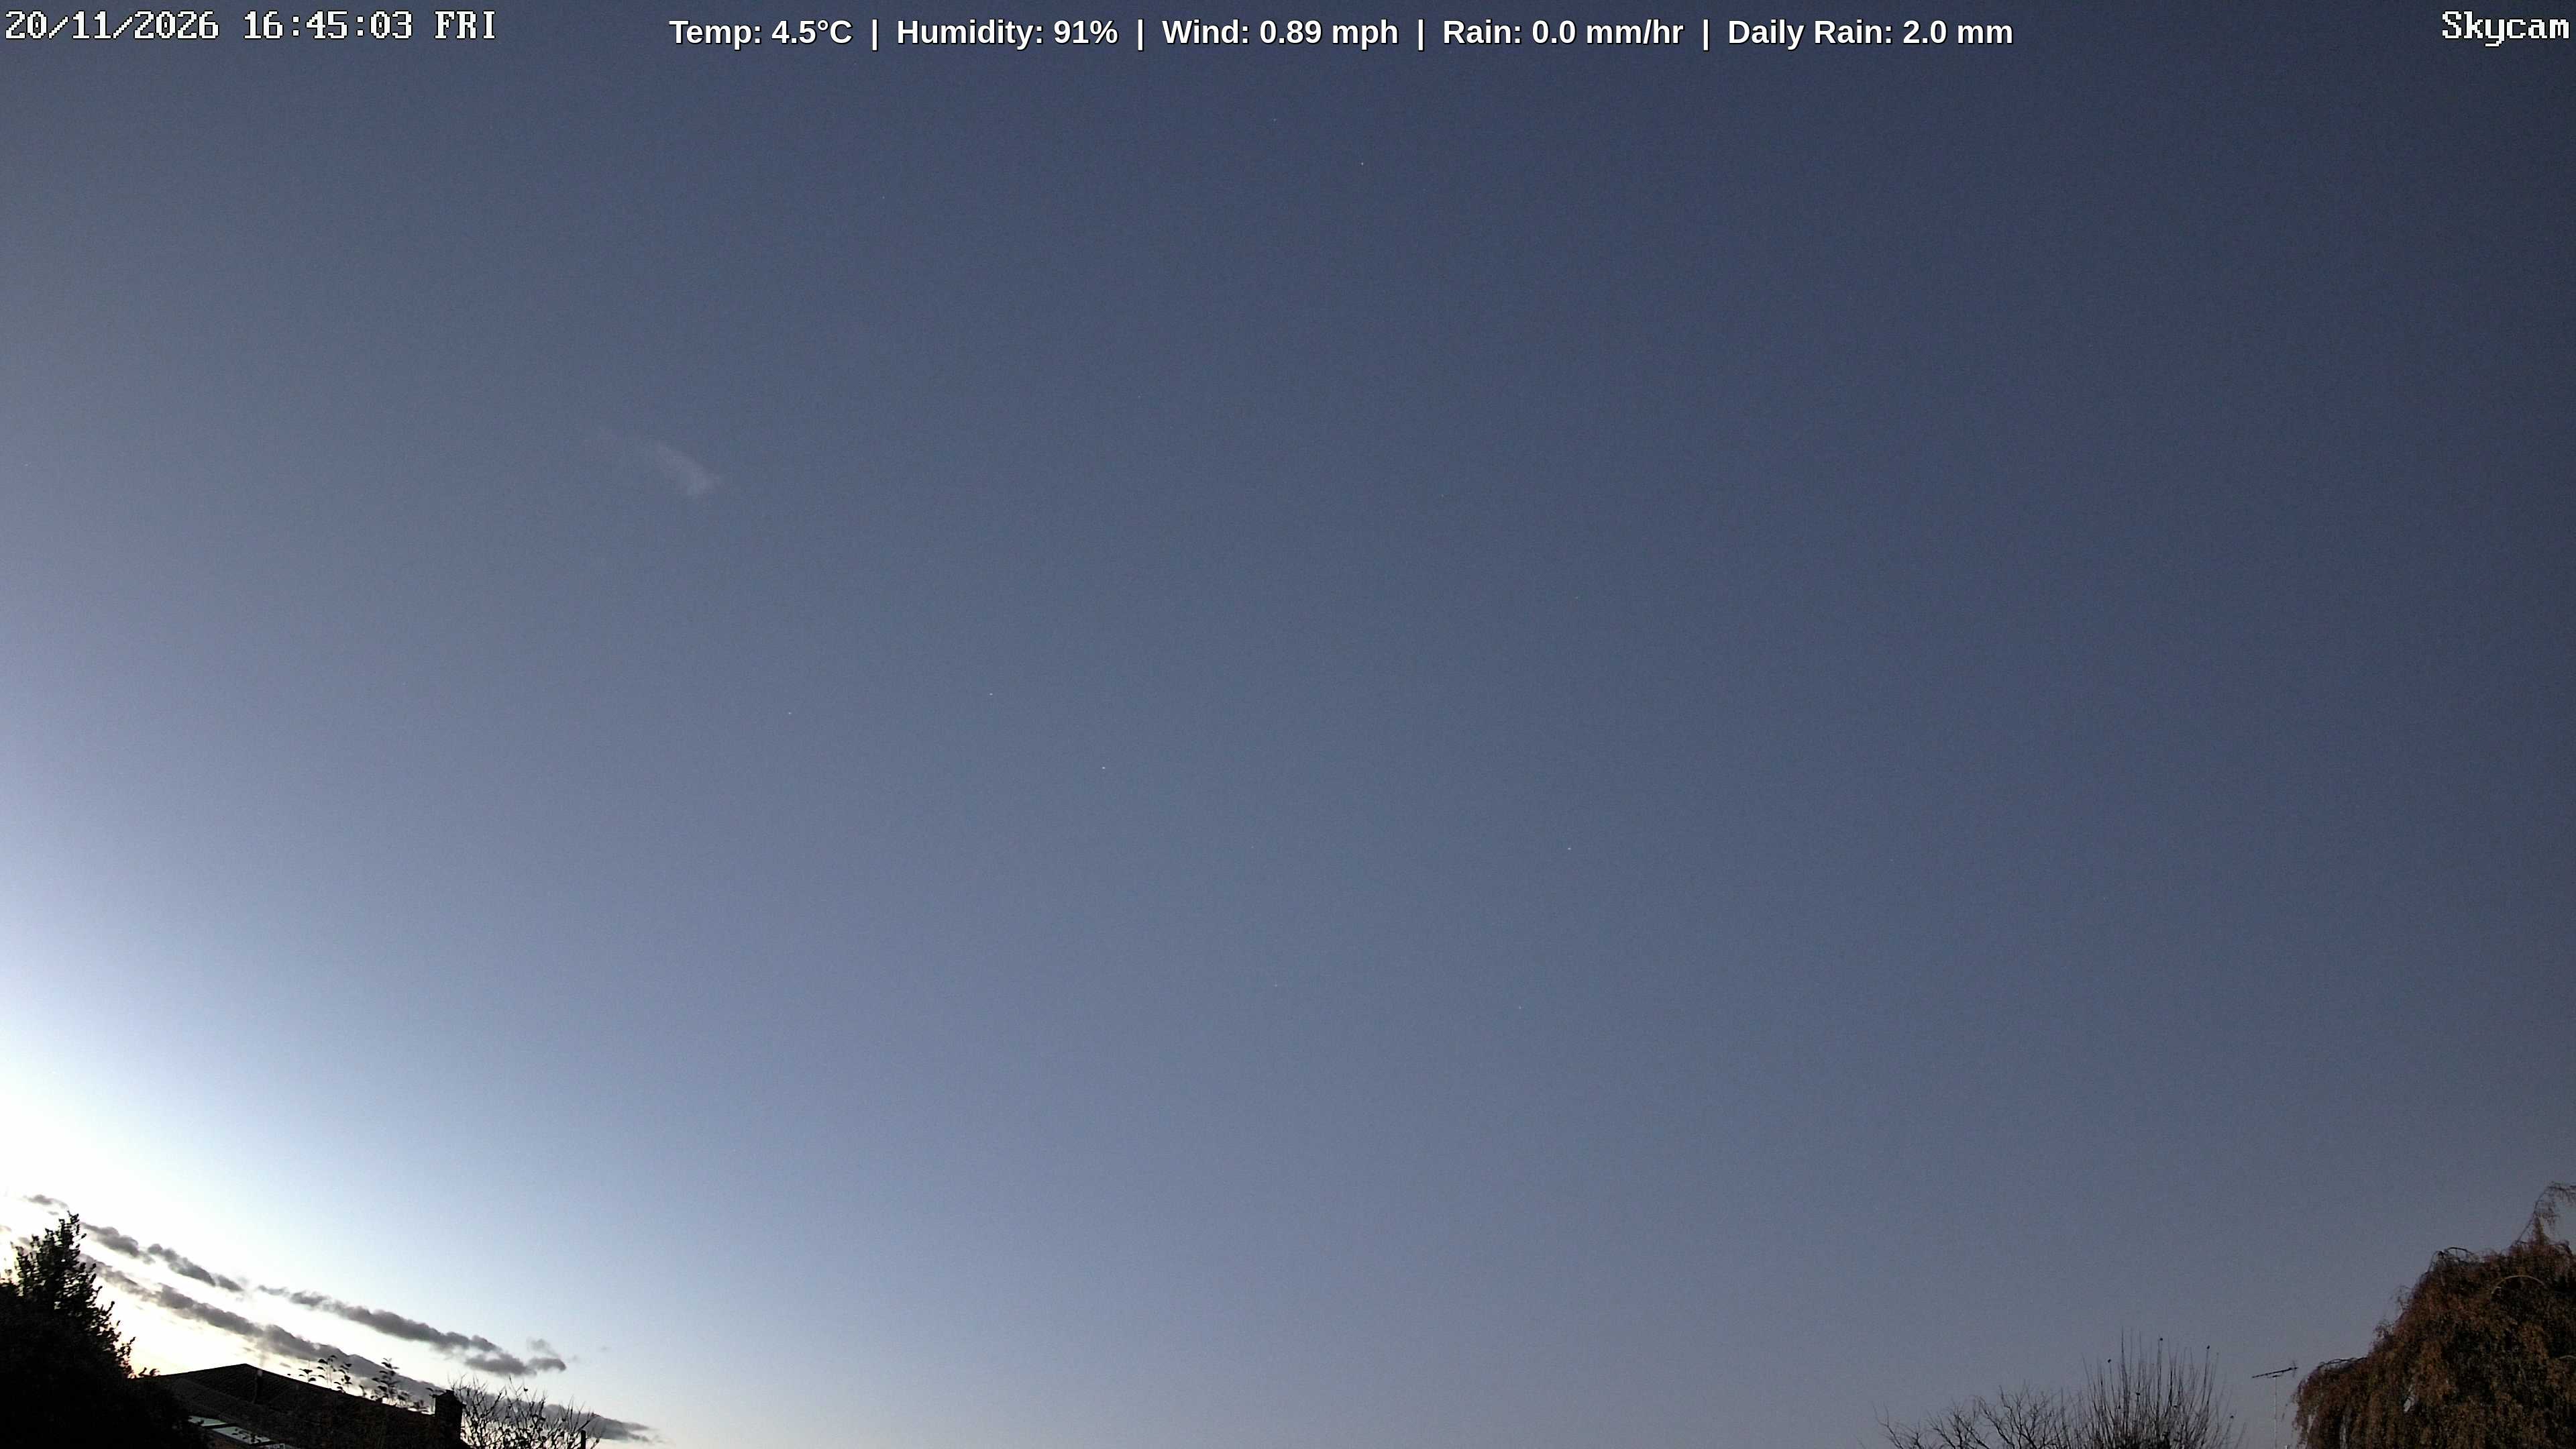 20/11/2026 16:45:03 FRI
Temp: 4.5°C | Humidity: 91% | Wind: 0.89 mph | Rain: 0.0 mm/hr | Daily Rain: 2.0 mm
Skycam